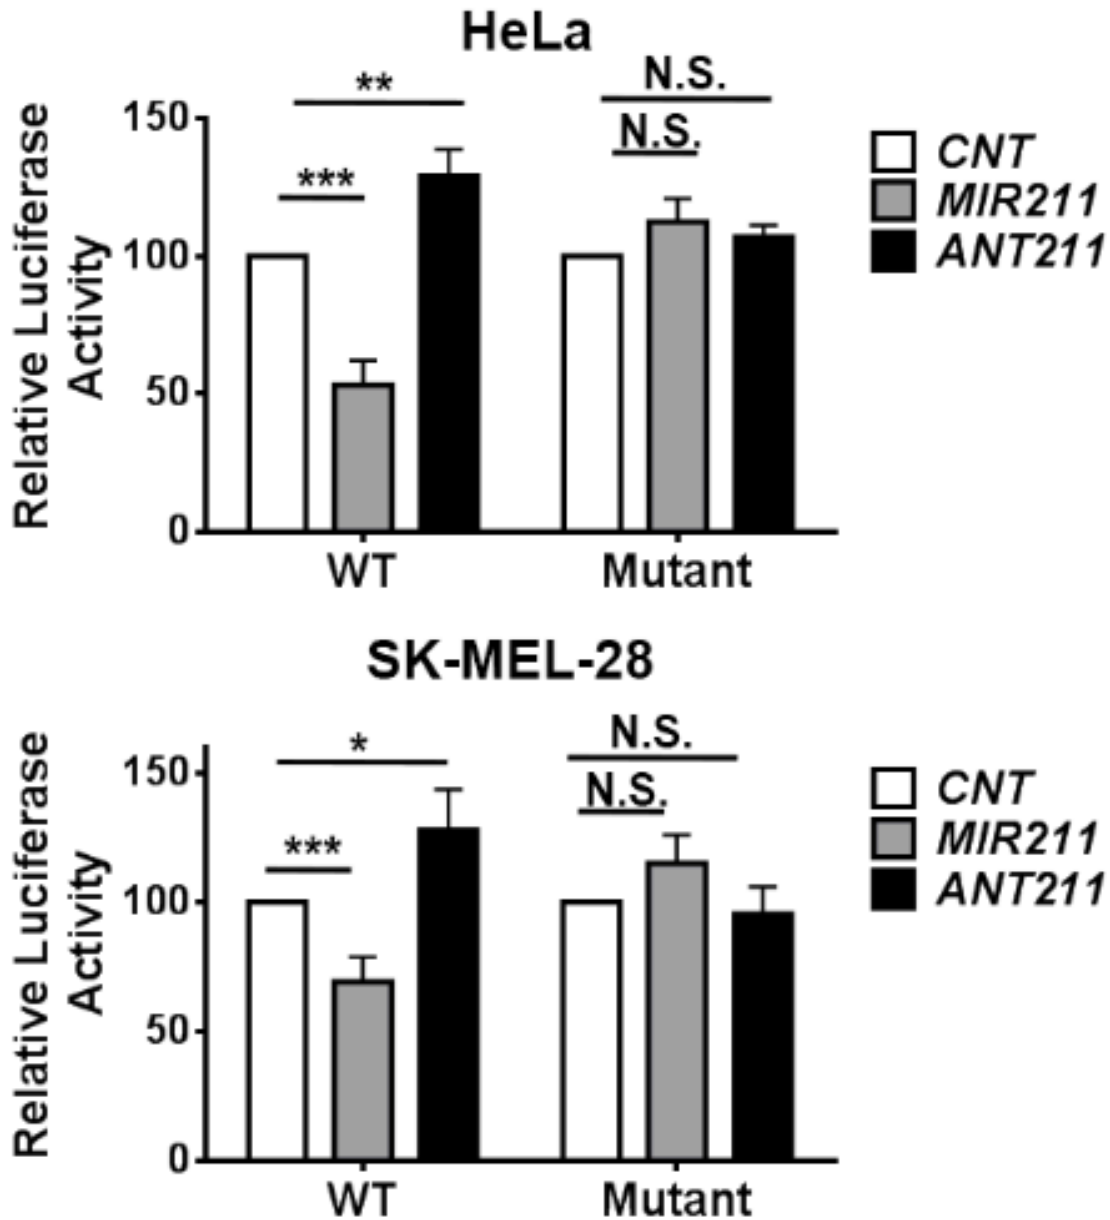 HeLa
Relative Luciferase
Activity
150
100
50
0
**
***
N.S.
N.S.
WT
Mutant
CNT
MIR211
ANT211
SK-MEL-28
Relative Luciferase
Activity
150
100
50
0
*
***
N.S.
N.S.
WT
Mutant
CNT
MIR211
ANT211